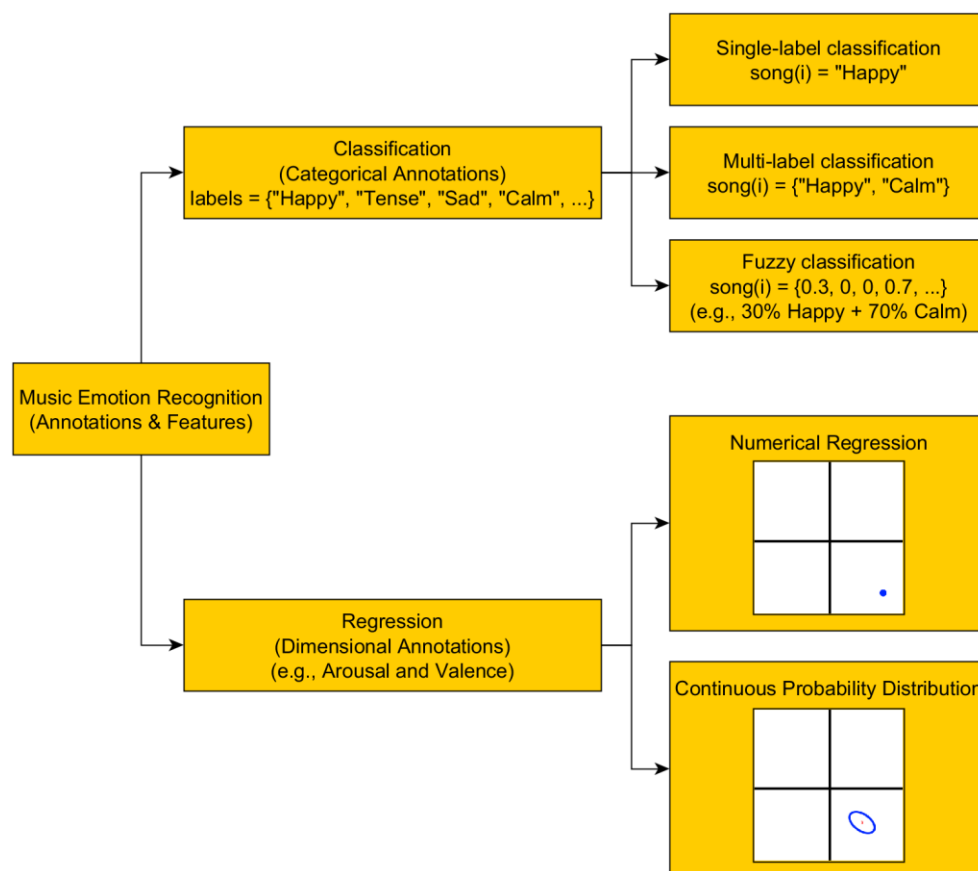 Music Emotion Recognition
(Annotations & Features)
Classification
(Categorical Annotations)
labels = {"Happy", "Tense", "Sad", "Calm", ...}
Single-label classification
song(i) = "Happy"
Multi-label classification
song(i) = {"Happy", "Calm"}
Fuzzy classification
song(i) = {0.3, 0, 0, 0.7, ...}
(e.g., 30% Happy + 70% Calm)
Regression
(Dimensional Annotations)
(e.g., Arousal and Valence)
Numerical Regression
Continuous Probability Distribution